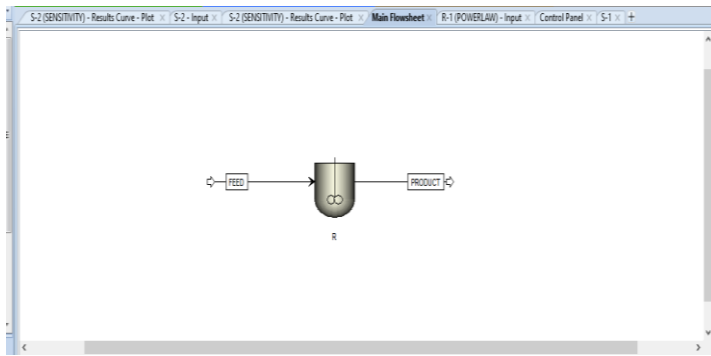 S-2 (SENSITIVITY) - Results Curve - Plot × S-2 - Input × S-2 (SENSITIVITY) - Results Curve - Plot × Main Flowsheet × R-1 (POWERLAW) - Input × Control Panel × S-1 × +
FEED PRODUCT
R